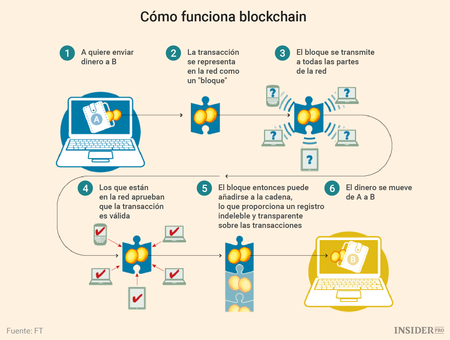 Cómo funciona blockchain
1
A quiere enviar
dinero a B
2
La transacción
se representa
en la red como
un "bloque"
3
El bloque se transmite
a todas las partes
de la red
A
?
?
?
?
?
4
Los que están
en la red aprueban
que la transacción
es válida
5
El bloque entonces puede
añadirse a la cadena,
lo que proporciona un registro
indeleble y transparente
sobre las transacciones
6
El dinero se mueve
de A a B
B
Fuente: FT
INSIDER PRO